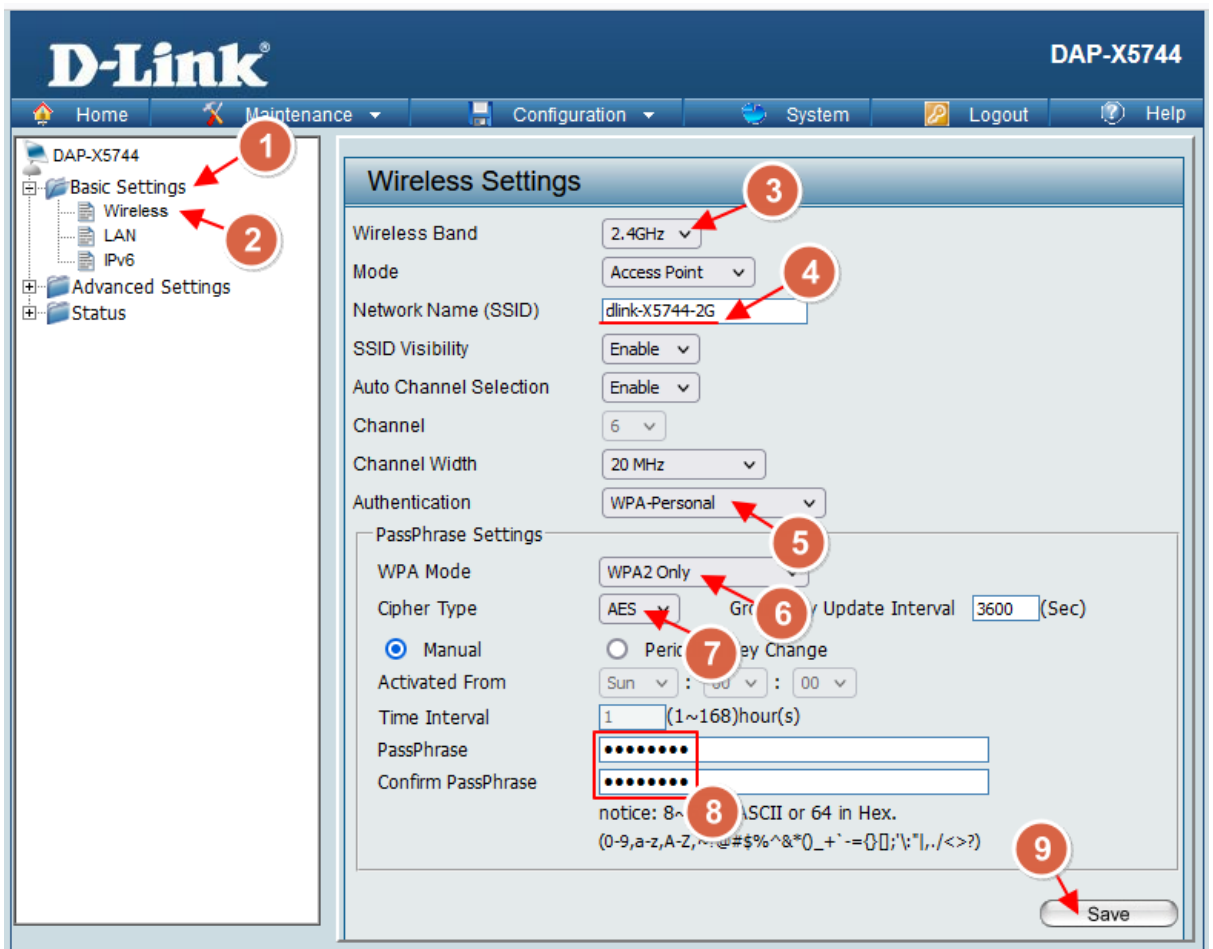 D-Link®
DAP-X5744
Home Maintenance Configuration System Logout Help
DAP-X5744
Basic Settings
Wireless
LAN
IPv6
Advanced Settings
Status
1
2
Wireless Settings
3
Wireless Band 2.4GHz
Mode Access Point
4
Network Name (SSID) dlink-X5744-2G
SSID Visibility Enable
Auto Channel Selection Enable
Channel 6
Channel Width 20 MHz
Authentication WPA-Personal
5
PassPhrase Settings
WPA Mode WPA2 Only
6
Cipher Type AES Update Interval 3600 (Sec)
7
Manual Change
Activated From Sun : : 00
Time Interval 1 (1~168)hour(s)
PassPhrase ••••••••
Confirm PassPhrase ••••••••
8
notice: 8~ ASCII or 64 in Hex.
(0-9,a-z,A-Z,~!@#$%^&*()_+`-={}[];'\:"|,./<>?)
9
Save